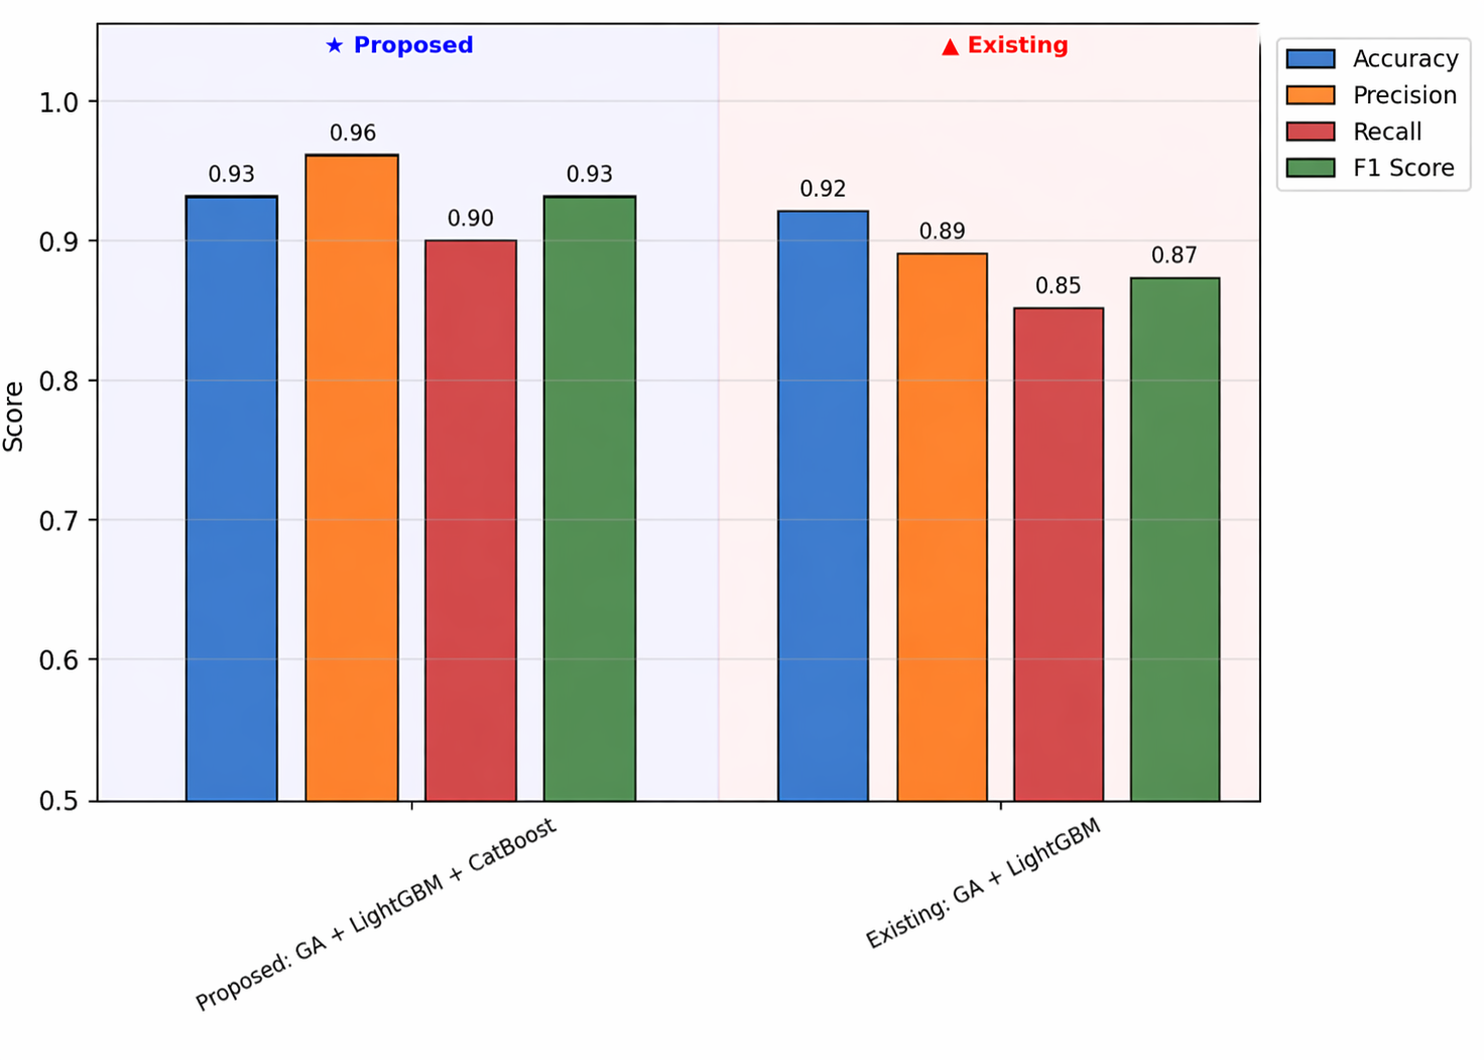 ★ Proposed
▲ Existing
Accuracy
Precision
Recall
F1 Score
Score
1.0
0.9
0.8
0.7
0.6
0.5
0.93
0.96
0.90
0.93
0.92
0.89
0.85
0.87
Proposed: GA + LightGBM + CatBoost
Existing: GA + LightGBM